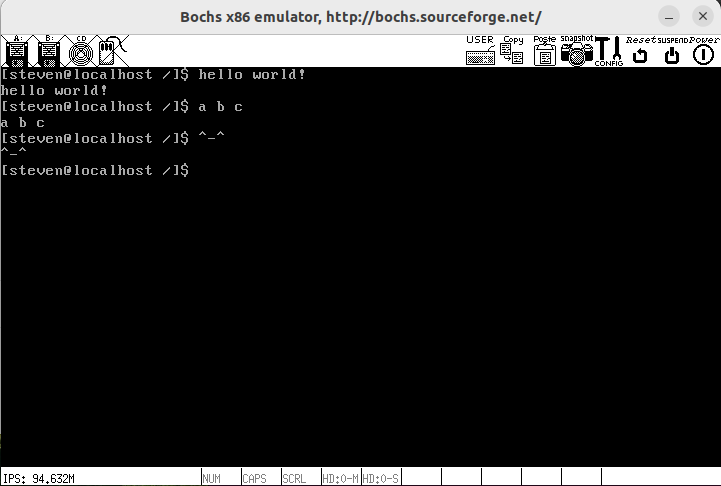 Bochs x86 emulator, http://bochs.sourceforge.net/
A: B: CD USER Copy Paste snapshot CONFIG Reset SUSPEND Power
[steven@localhost /]$ hello world!
hello world!
[steven@localhost /]$ a b c
a b c
[steven@localhost /]$ ^-^
^-^
[steven@localhost /]$
IPS: 94.632M NUM CAPS SCRL HD:0-M HD:0-S